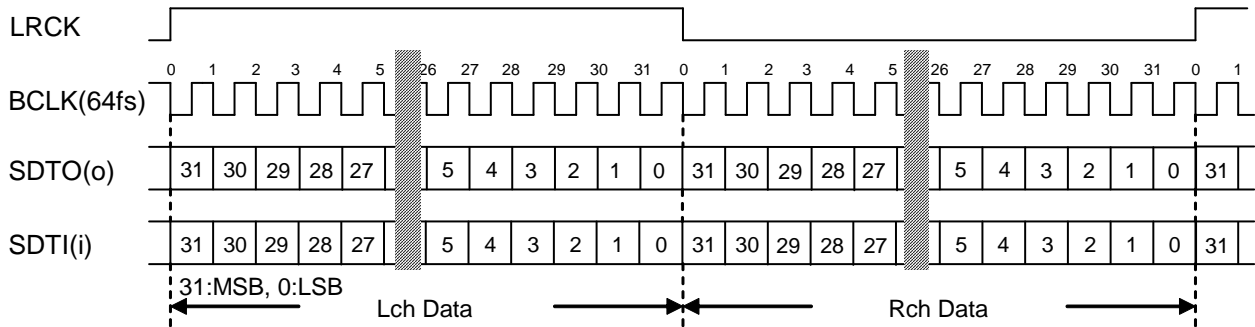 LRCK
0 1 2 3 4 5 26 27 28 29 30 31 0 1 2 3 4 5 26 27 28 29 30 31 0 1
BCLK(64fs)
SDTO(o) 31 30 29 28 27 5 4 3 2 1 0 31 30 29 28 27 5 4 3 2 1 0 31
SDTI(i) 31 30 29 28 27 5 4 3 2 1 0 31 30 29 28 27 5 4 3 2 1 0 31
31:MSB, 0:LSB
Lch Data Rch Data